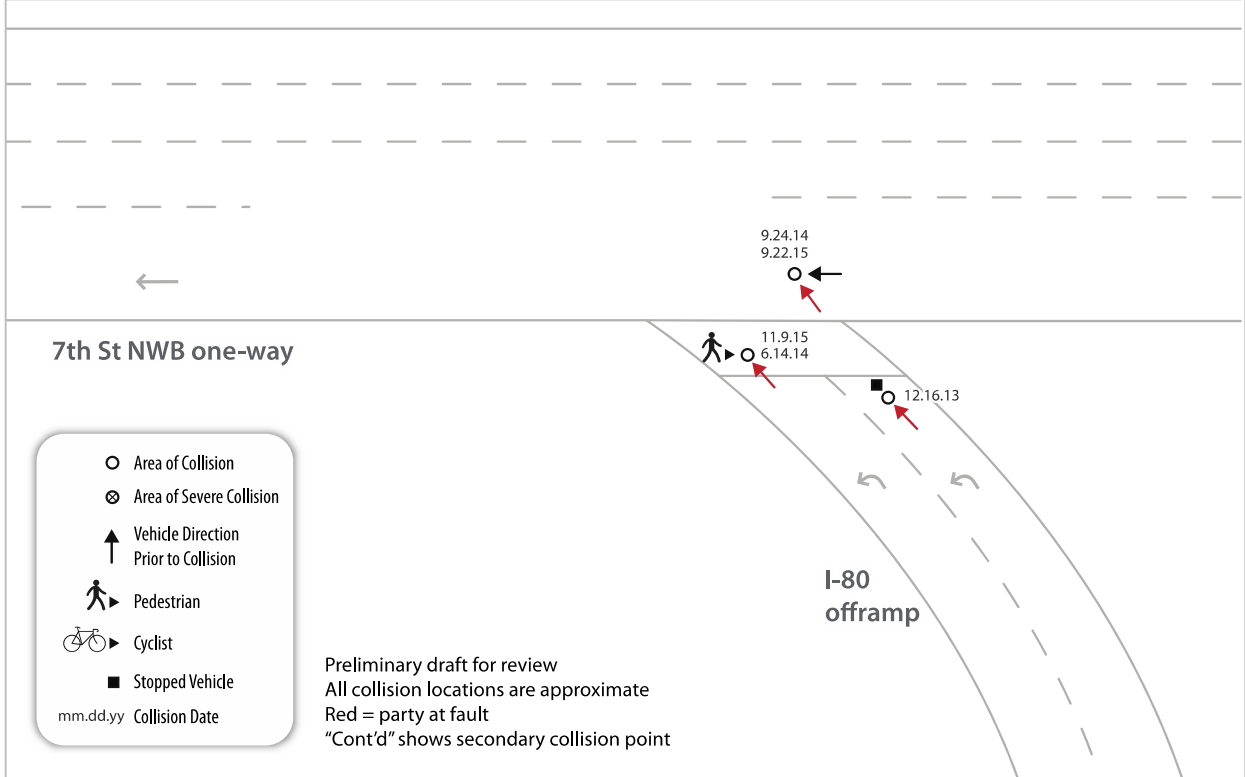 9.24.14
9.22.15
11.9.15
6.14.14
12.16.13
7th St NWB one-way
I-80
offramp
Area of Collision
Area of Severe Collision
Vehicle Direction
Prior to Collision
Pedestrian
Cyclist
Stopped Vehicle
mm.dd.yy Collision Date
Preliminary draft for review
All collision locations are approximate
Red = party at fault
“Cont’d” shows secondary collision point